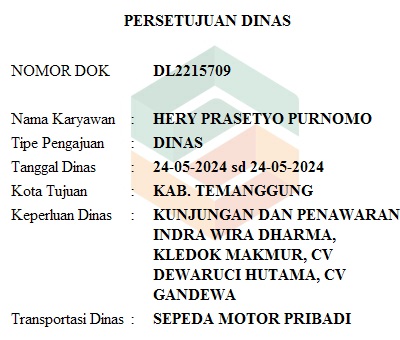 PERSETUJUAN DINAS
NOMOR DOK DL2215709
Nama Karyawan : HERY PRASETYO PURNOMO
Tipe Pengajuan : DINAS
Tanggal Dinas : 24-05-2024 sd 24-05-2024
Kota Tujuan : KAB. TEMANGGUNG
Keperluan Dinas : KUNJUNGAN DAN PENAWARAN
INDRA WIRA DHARMA,
KLEDOK MAKMUR, CV
DEWARUCI HUTAMA, CV
GANDEWA
Transportasi Dinas : SEPEDA MOTOR PRIBADI